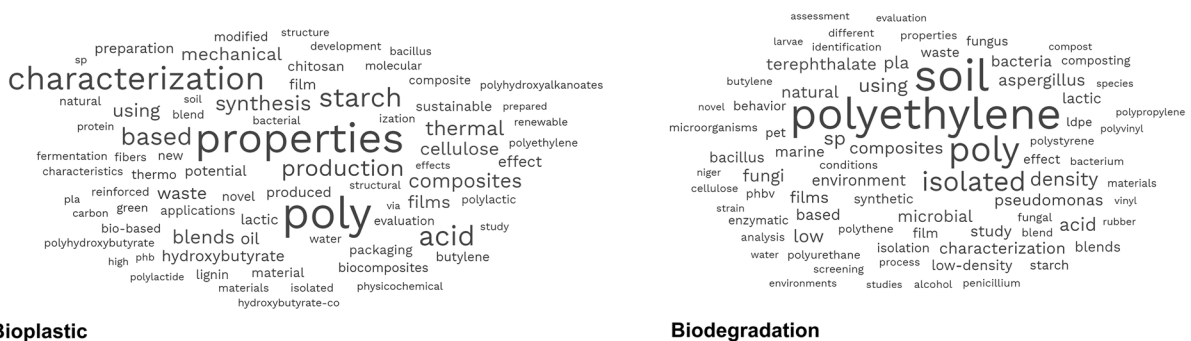 modified structure
preparation mechanical development bacillus
sp chitosan molecular
characterization film composite polyhydroxyalkanoates
natural using soil synthesis starch sustainable prepared
blend bacterial ization thermal renewable
protein based properties cellulose polyethylene
fermentation fibers new production effects effect
characteristics thermo potential structural composites
reinforced waste novel produced via films polylactic
pla carbon green applications lactic poly evaluation study
bio-based blends oil water acid
polyhydroxybutyrate hydroxybutyrate packaging butylene
high phb biocomposites
polylactide lignin material physicochemical
materials isolated
hydroxybutyrate-co
Bioplastic
assessment evaluation
different properties fungus
larvae identification waste compost
terephthalate pla soil bacteria composting
butylene natural using aspergillus species
novel behavior polyethylene lactic polypropylene
microorganisms pet ldpe polyvinyl
sp composites poly polystyrene
bacillus marine conditions effect bacterium
niger fungi environment isolated density materials
cellulose phbv films synthetic pseudomonas vinyl
strain enzymatic based microbial fungal acid rubber
analysis low polythene film study blend
water polyurethane isolation characterization blends
screening process low-density starch
environments studies alcohol penicillium
Biodegradation